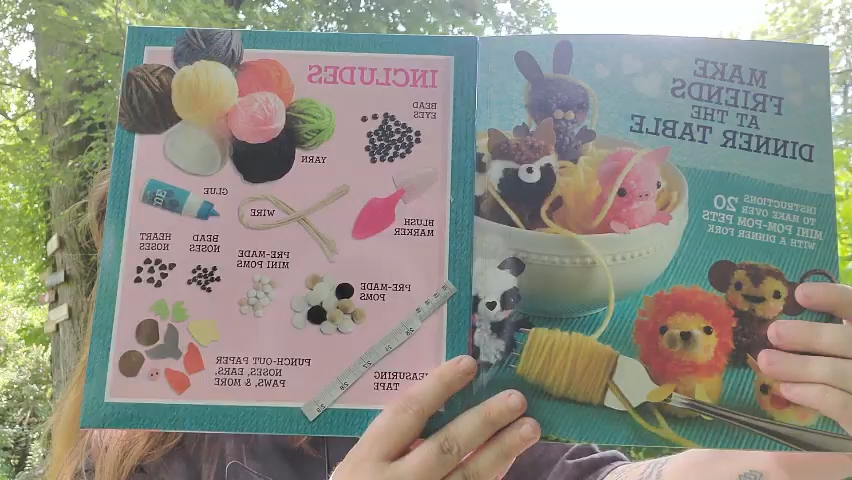 INCLUDES
BEAD
EYES
YARN
GLUE
WIRE
BLUSH
MARKER
HEART
NOSES
BEAD
NOSES
PRE-MADE
MINI POMS
PRE-MADE
POMS
PUNCH-OUT PAPER
NOSES, EARS,
PAWS, & MORE
MEASURING
TAPE
MAKE
FRIENDS
AT THE
DINNER TABLE
INSTRUCTIONS
TO MAKE OVER 20
MINI POM-POM PETS
WITH A DINNER FORK